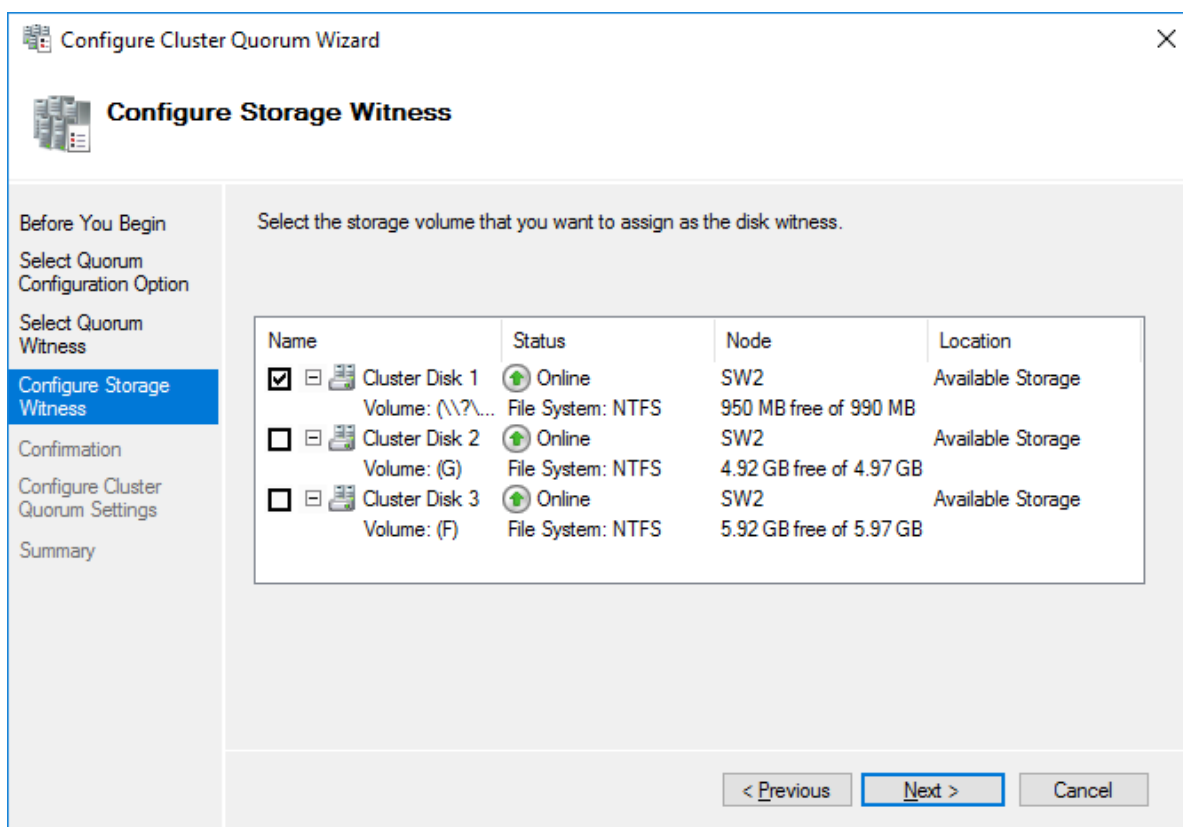 Configure Cluster Quorum Wizard
Configure Storage Witness
Before You Begin
Select Quorum
Configuration Option
Select Quorum
Witness
Configure Storage
Witness
Confirmation
Configure Cluster
Quorum Settings
Summary
Select the storage volume that you want to assign as the disk witness.
Name Status Node Location
Cluster Disk 1 Online SW2 Available Storage
Volume: (\\?\... File System: NTFS 950 MB free of 990 MB
Cluster Disk 2 Online SW2 Available Storage
Volume: (G) File System: NTFS 4.92 GB free of 4.97 GB
Cluster Disk 3 Online SW2 Available Storage
Volume: (F) File System: NTFS 5.92 GB free of 5.97 GB
< Previous Next > Cancel